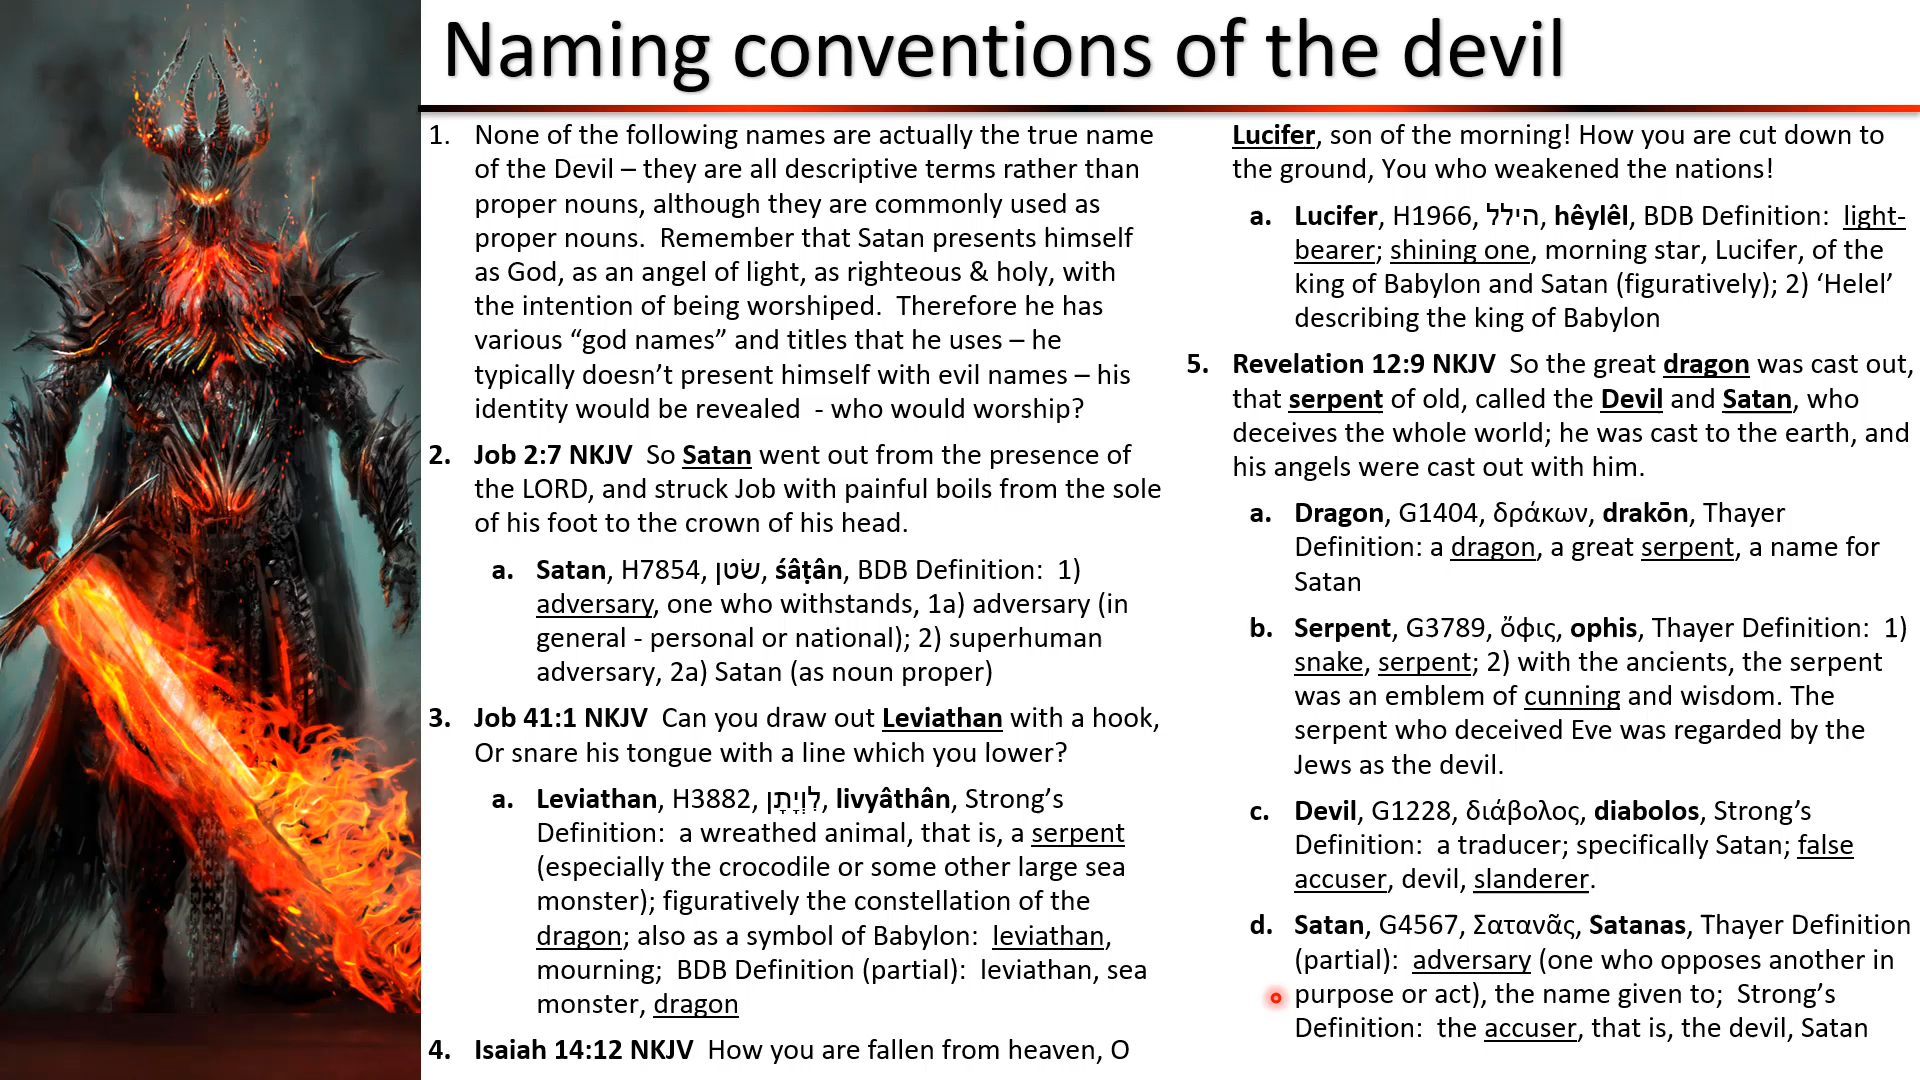 Naming conventions of the devil
1. None of the following names are actually the true name
of the Devil – they are all descriptive terms rather than
proper nouns, although they are commonly used as
proper nouns.  Remember that Satan presents himself
as God, as an angel of light, as righteous & holy, with
the intention of being worshiped.  Therefore he has
various “god names” and titles that he uses – he
typically doesn’t present himself with evil names – his
identity would be revealed  - who would worship?
2. Job 2:7 NKJV  So Satan went out from the presence of
the LORD, and struck Job with painful boils from the sole
of his foot to the crown of his head.
a. Satan, H7854, שׂטן, śâṭân, BDB Definition:  1)
adversary, one who withstands, 1a) adversary (in
general - personal or national); 2) superhuman
adversary, 2a) Satan (as noun proper)
3. Job 41:1 NKJV  Can you draw out Leviathan with a hook,
Or snare his tongue with a line which you lower?
a. Leviathan, H3882, לִוְיָתָן, livyâthân, Strong’s
Definition:  a wreathed animal, that is, a serpent
(especially the crocodile or some other large sea
monster); figuratively the constellation of the
dragon; also as a symbol of Babylon:  leviathan,
mourning;  BDB Definition (partial):  leviathan, sea
monster, dragon
4. Isaiah 14:12 NKJV  How you are fallen from heaven, O
Lucifer, son of the morning! How you are cut down to
the ground, You who weakened the nations!
a. Lucifer, H1966, הילל, hêylêl, BDB Definition:  light-
bearer; shining one, morning star, Lucifer, of the
king of Babylon and Satan (figuratively); 2) ‘Helel’
describing the king of Babylon
5. Revelation 12:9 NKJV  So the great dragon was cast out,
that serpent of old, called the Devil and Satan, who
deceives the whole world; he was cast to the earth, and
his angels were cast out with him.
a. Dragon, G1404, δράκων, drakōn, Thayer
Definition: a dragon, a great serpent, a name for
Satan
b. Serpent, G3789, ὄφις, ophis, Thayer Definition:  1)
snake, serpent; 2) with the ancients, the serpent
was an emblem of cunning and wisdom. The
serpent who deceived Eve was regarded by the
Jews as the devil.
c. Devil, G1228, διάβολος, diabolos, Strong’s
Definition:  a traducer; specifically Satan; false
accuser, devil, slanderer.
d. Satan, G4567, Σατανᾶς, Satanas, Thayer Definition
(partial):  adversary (one who opposes another in
purpose or act), the name given to;  Strong’s
Definition:  the accuser, that is, the devil, Satan